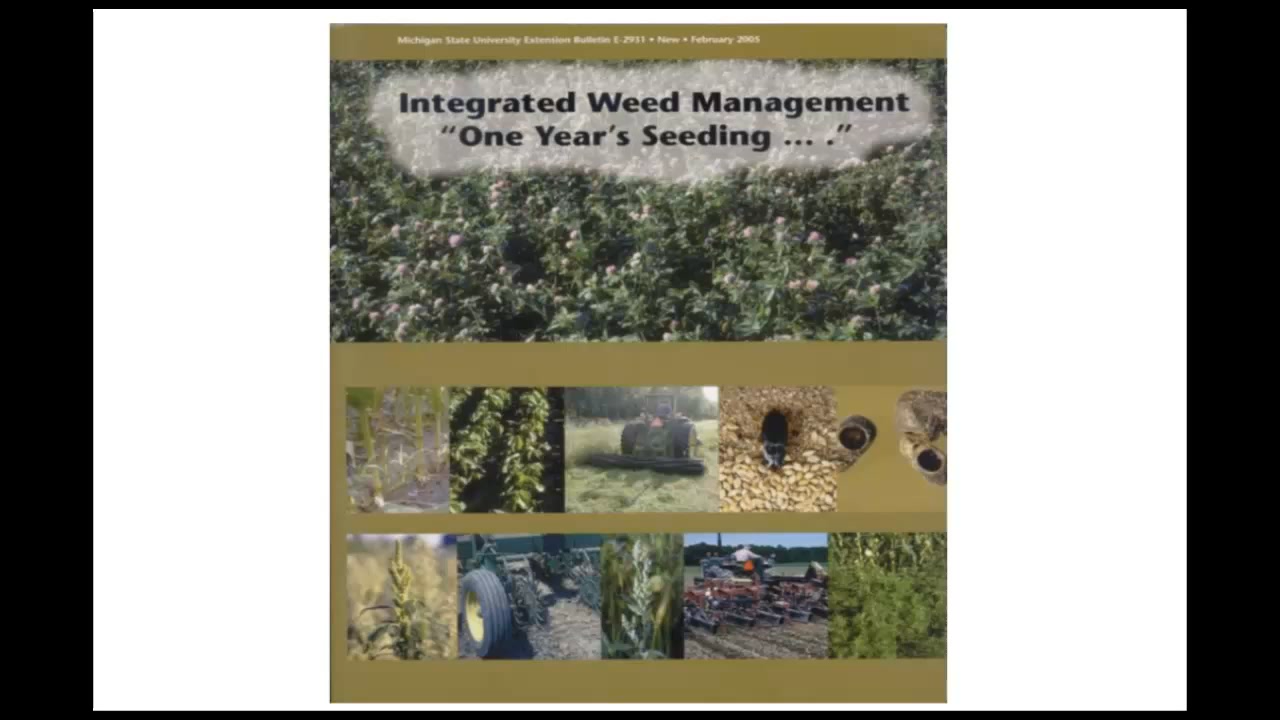 Michigan State University Extension Bulletin E-2931 • New • February 2005
Integrated Weed Management
“One Year’s Seeding ... .”